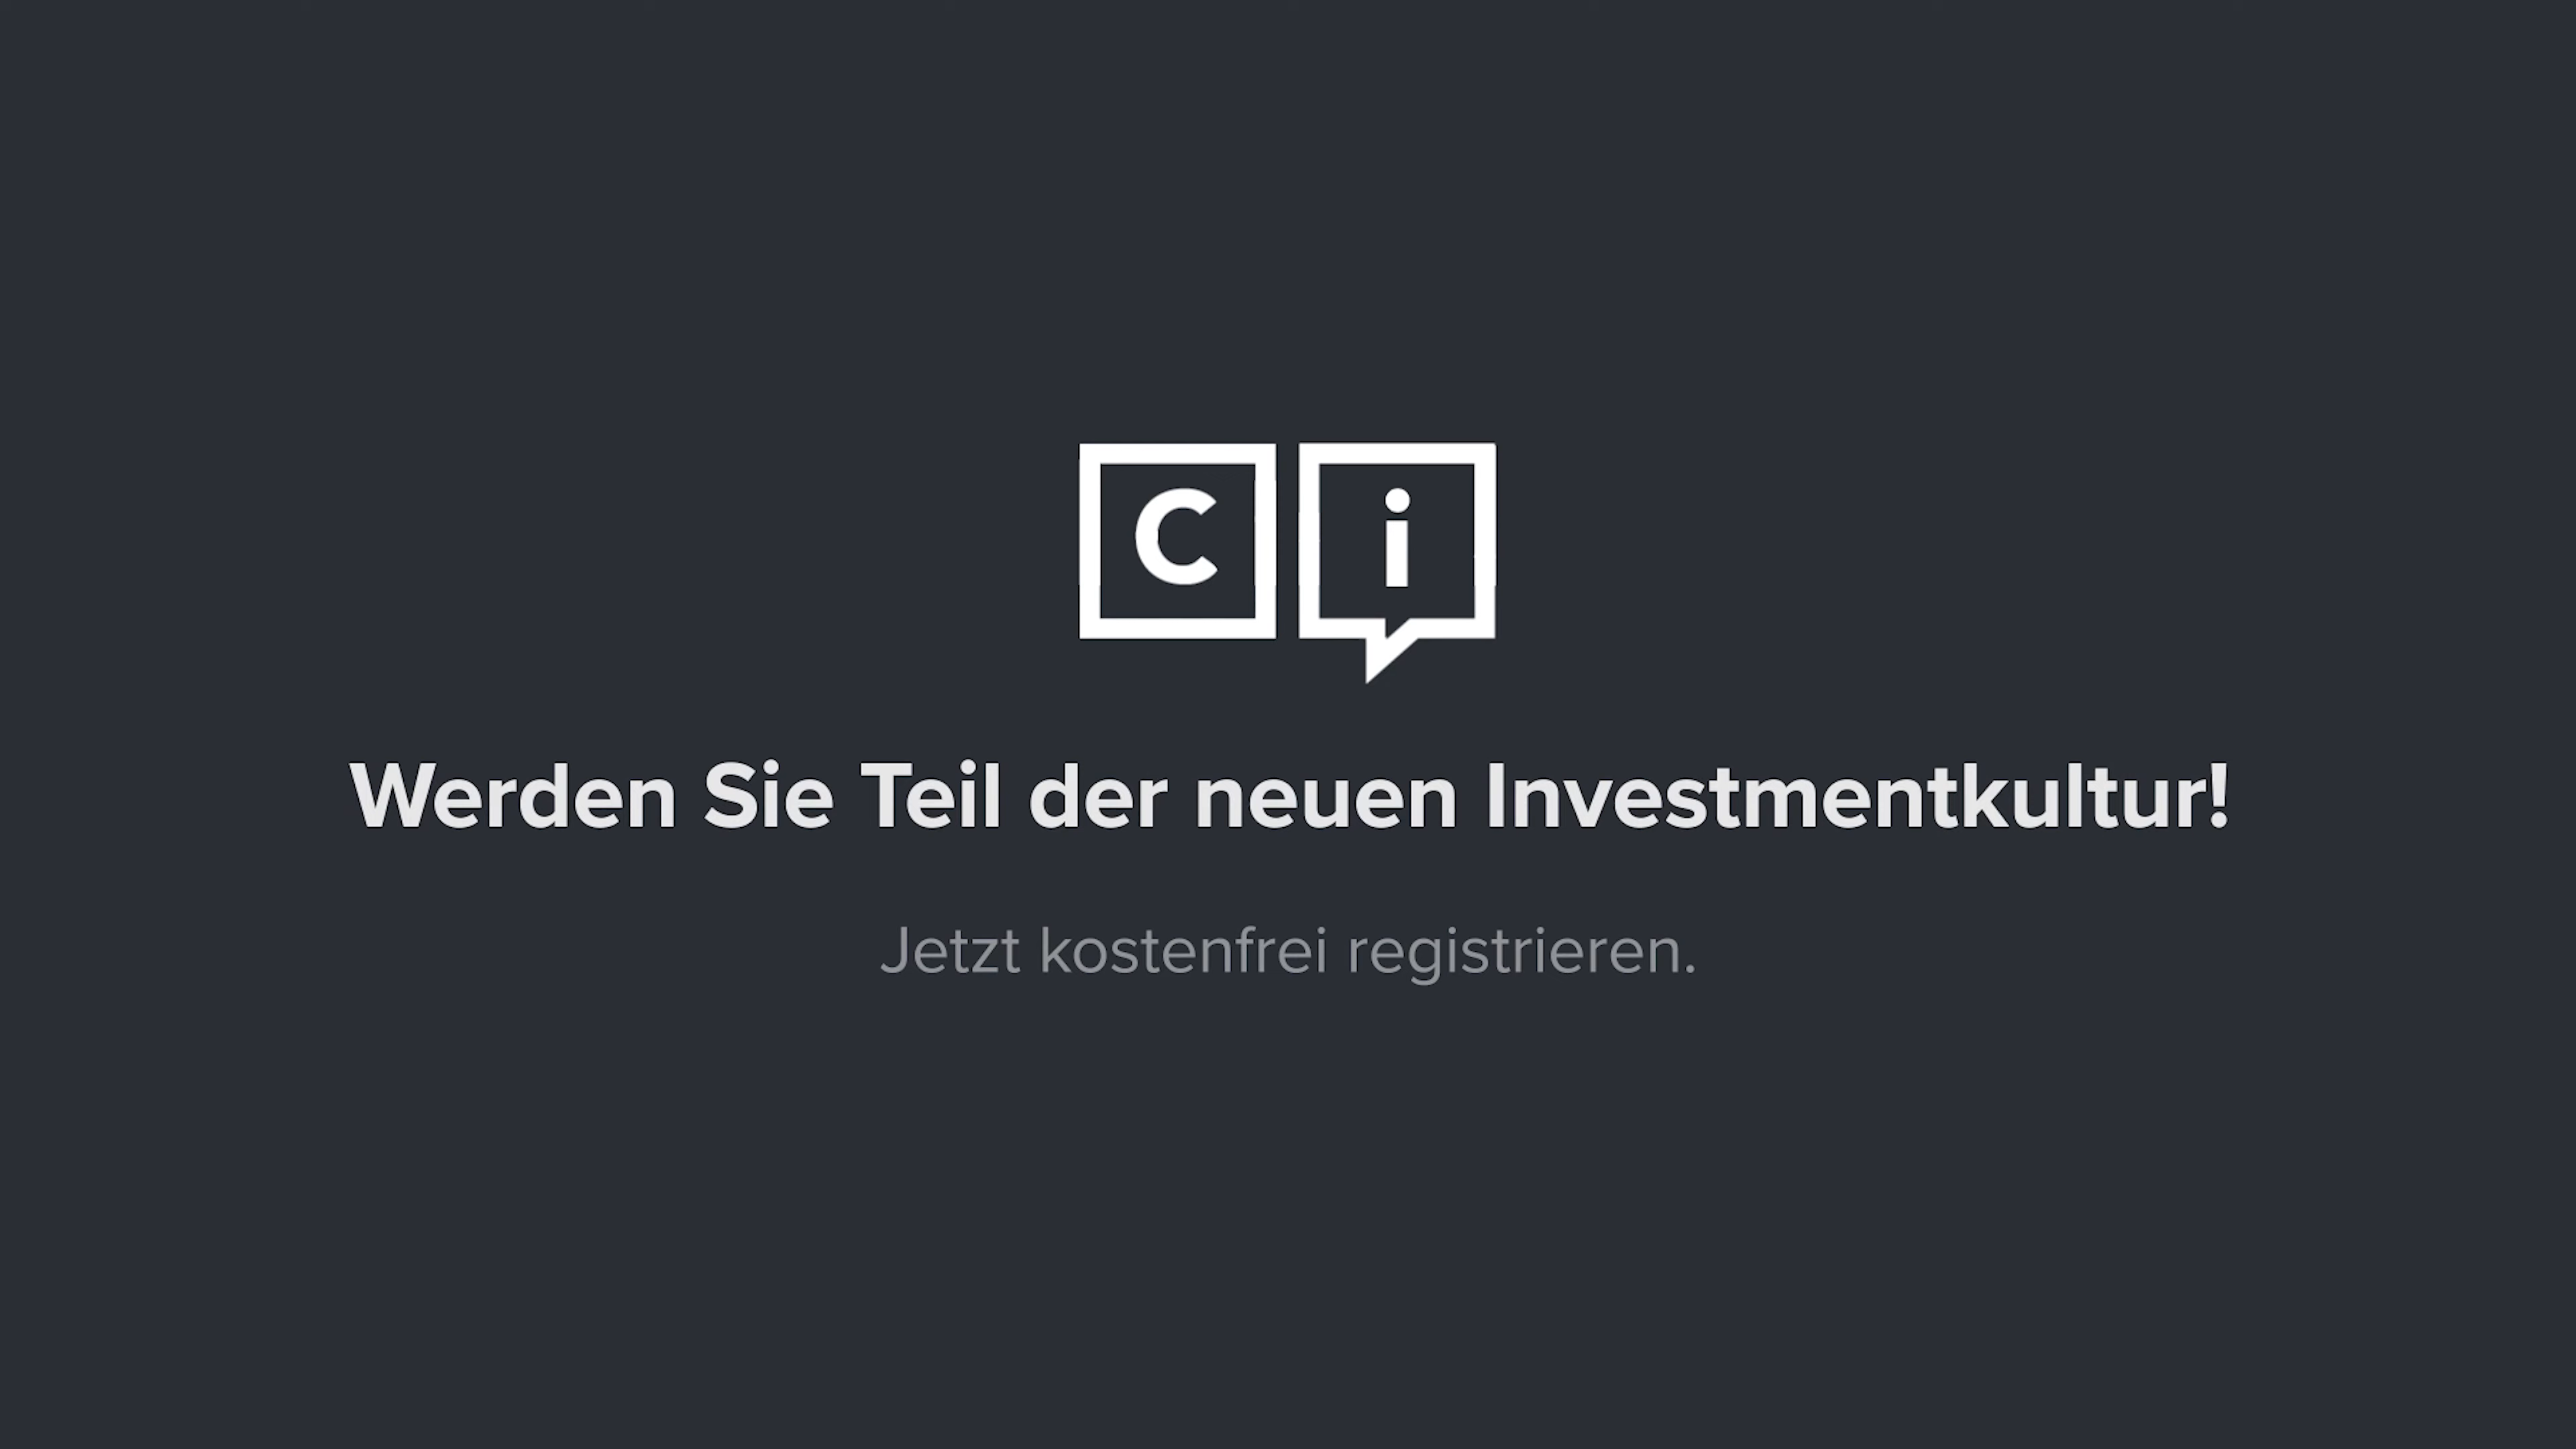 C i
Werden Sie Teil der neuen Investmentkultur!
Jetzt kostenfrei registrieren.